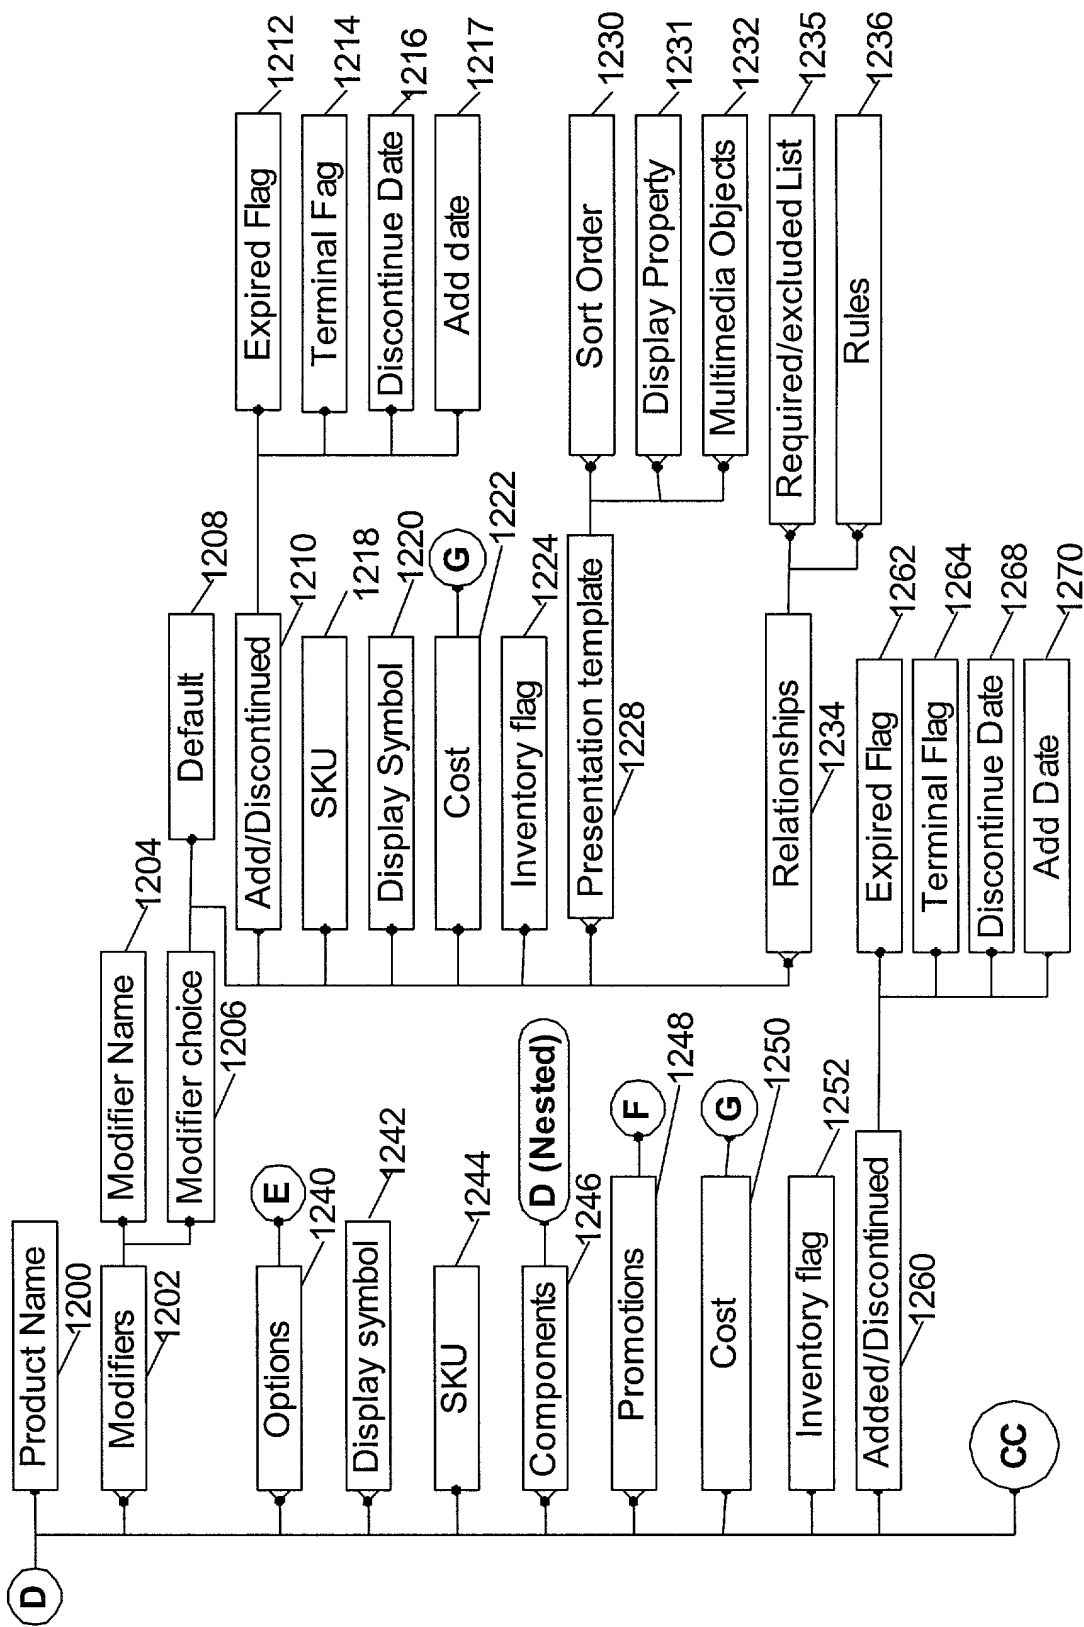 D
Product Name
1200
Modifiers
1202
Modifier Name
1204
Modifier choice
1206
Default
1208
Add/Discontinued
1210
Expired Flag
1212
Terminal Fag
1214
Discontinue Date
1216
Add date
1217
SKU
1218
Display Symbol
1220
Cost
1222
G
Inventory flag
1224
Presentation template
1228
Sort Order
1230
Display Property
1231
Multimedia Objects
1232
Relationships
1234
Required/excluded List
1235
Rules
1236
Options
1240
E
Display symbol
1242
SKU
1244
Components
1246
D (Nested)
Promotions
1248
F
Cost
1250
G
Inventory flag
1252
Added/Discontinued
1260
Expired Flag
1262
Terminal Flag
1264
Discontinue Date
1268
Add Date
1270
CC